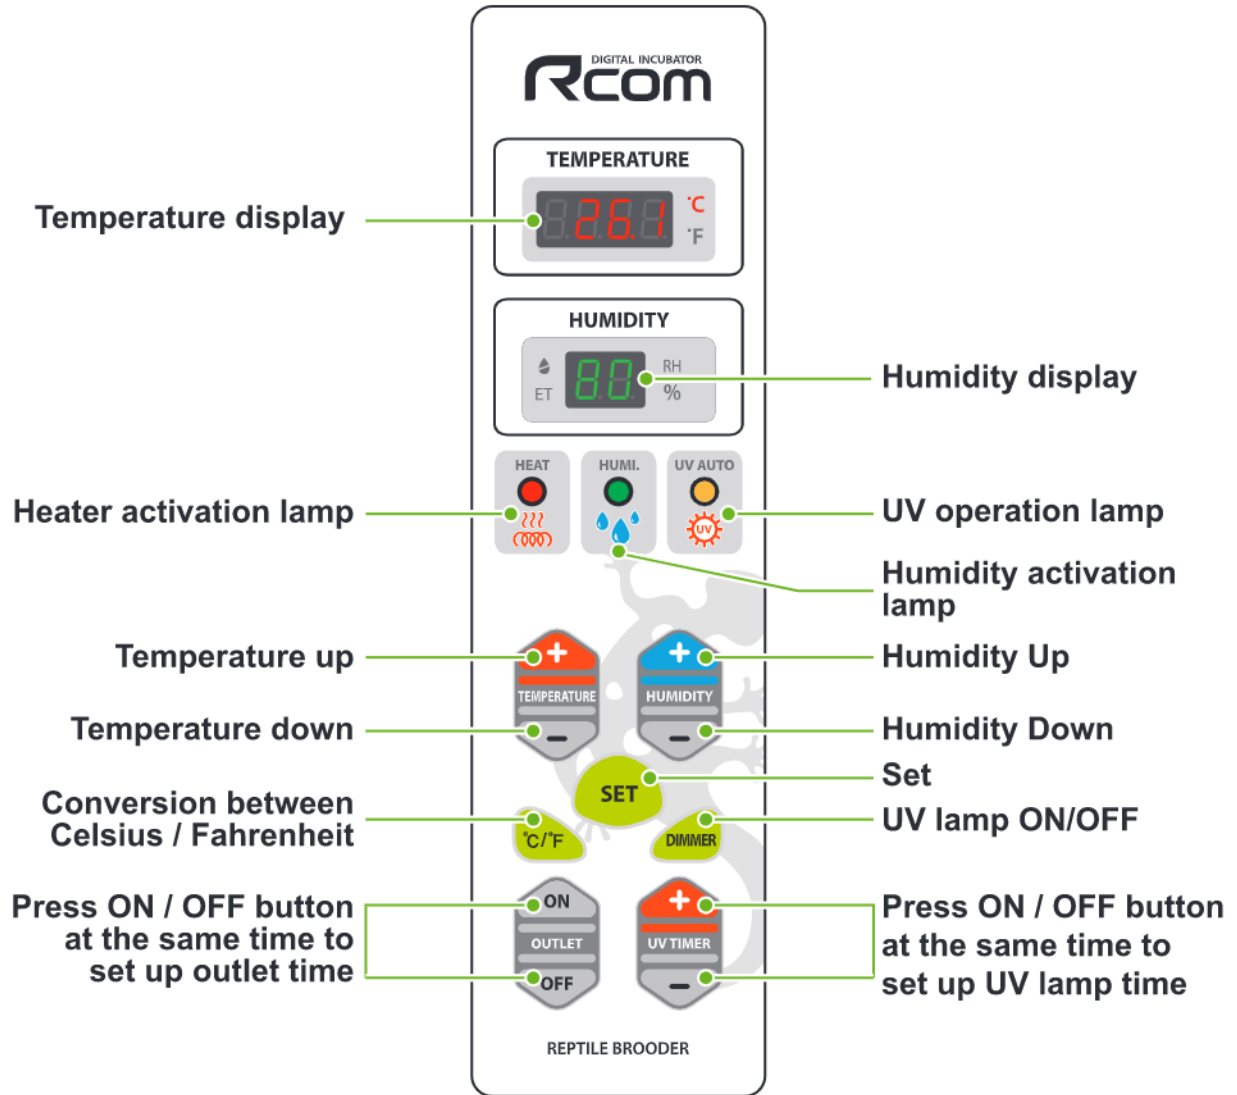 DIGITAL INCUBATOR
Rcom
TEMPERATURE
Temperature display
26.1
°C
°F
HUMIDITY
ET
80
RH
%
Humidity display
HEAT
HUMI.
UV AUTO
UV
Heater activation lamp
UV operation lamp
Humidity activation
lamp
Temperature up
+
+
Humidity Up
TEMPERATURE
HUMIDITY
Temperature down
-
-
Humidity Down
SET
Set
Conversion between
Celsius / Fahrenheit
°C/°F
DIMMER
UV lamp ON/OFF
Press ON / OFF button
at the same time to
set up outlet time
ON
OUTLET
OFF
+
UV TIMER
-
Press ON / OFF button
at the same time to
set up UV lamp time
REPTILE BROODER